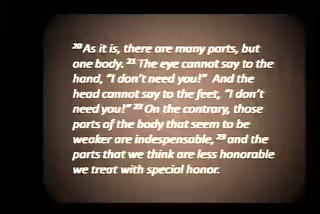 ²⁰ As it is, there are many parts, but
one body. ²¹ The eye cannot say to the
hand, “I don’t need you!”  And the
head cannot say to the feet, “I don’t
need you!” ²² On the contrary, those
parts of the body that seem to be
weaker are indispensable, ²³ and the
parts that we think are less honorable
we treat with special honor.